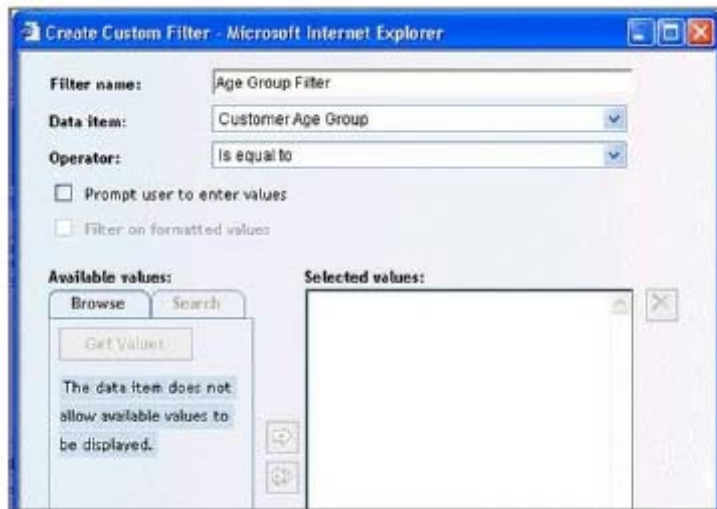 Create Custom Filter - Microsoft Internet Explorer
Filter name: Age Group Filter
Data item: Customer Age Group
Operator: Is equal to
Prompt user to enter values
Filter on formatted values
Available values: Selected values:
Browse Search
Get Values
The data item does not
allow available values to
be displayed.